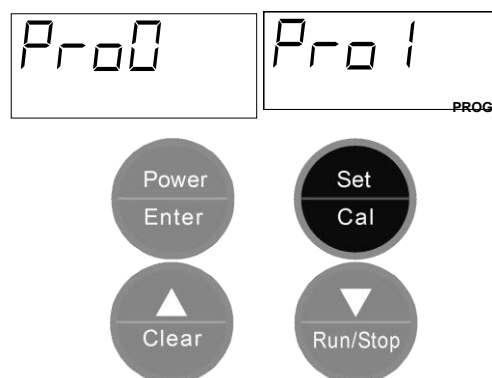 Pro0 Pro1
PROG
Power Set
Enter Cal
Clear Run/Stop